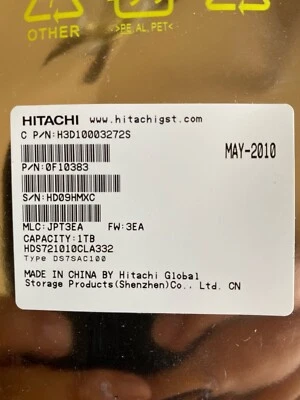 OTHER
>PE.AL.PET<
HITACHI www.hitachigst.com
C P/N:H3D10003272S
MAY-2010
P/N:0F10383
S/N:HD09HMXC
MLC:JPT3EA FW:3EA
CAPACITY:1TB
HDS721010CLA332
Type DS7SAC100
MADE IN CHINA BY Hitachi Global
Storage Products(Shenzhen)Co., Ltd. CN